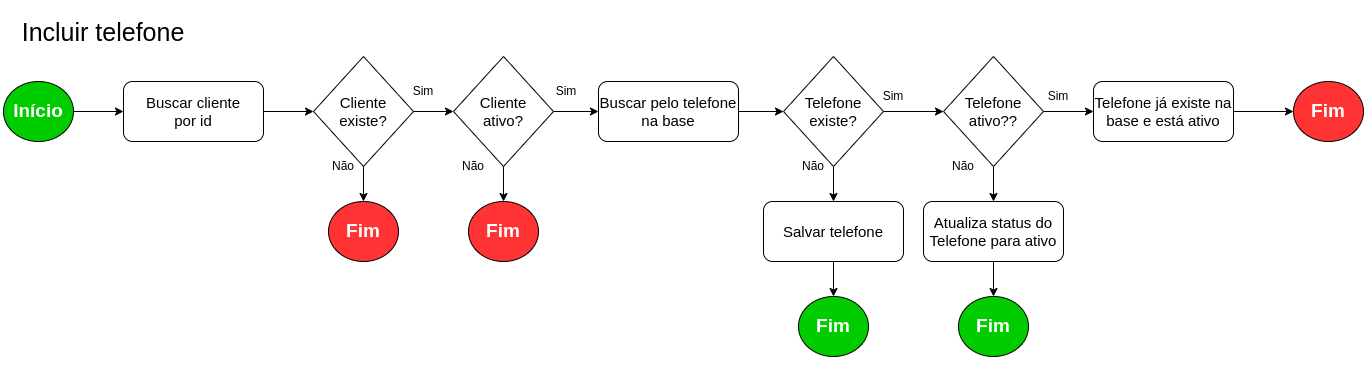 Incluir telefone
Início
Buscar cliente
por id
Cliente
existe?
Sim
Não
Fim
Cliente
ativo?
Sim
Não
Fim
Buscar pelo telefone
na base
Telefone
existe?
Sim
Não
Salvar telefone
Fim
Telefone
ativo??
Sim
Não
Atualiza status do
Telefone para ativo
Fim
Telefone já existe na
base e está ativo
Fim